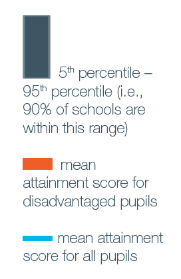 5th percentile –
95th percentile (i.e.,
90% of schools are
within this range)
mean
attainment score for
disadvantaged pupils
mean attainment
score for all pupils